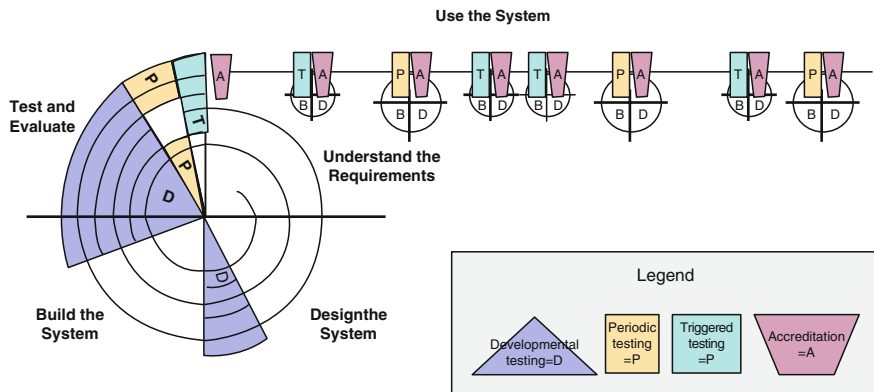 Use the System
P
T
A
T A
B D
P A
B D
T A
B D
T A
B D
P A
B D
T A
B D
P A
B D
Test and
Evaluate
T
P
D
Understand the
Requirements
D
Build the
System
Designthe
System
Legend
Developmental
testing=D
Periodic
testing
=P
Triggered
testing
=P
Accreditation
=A